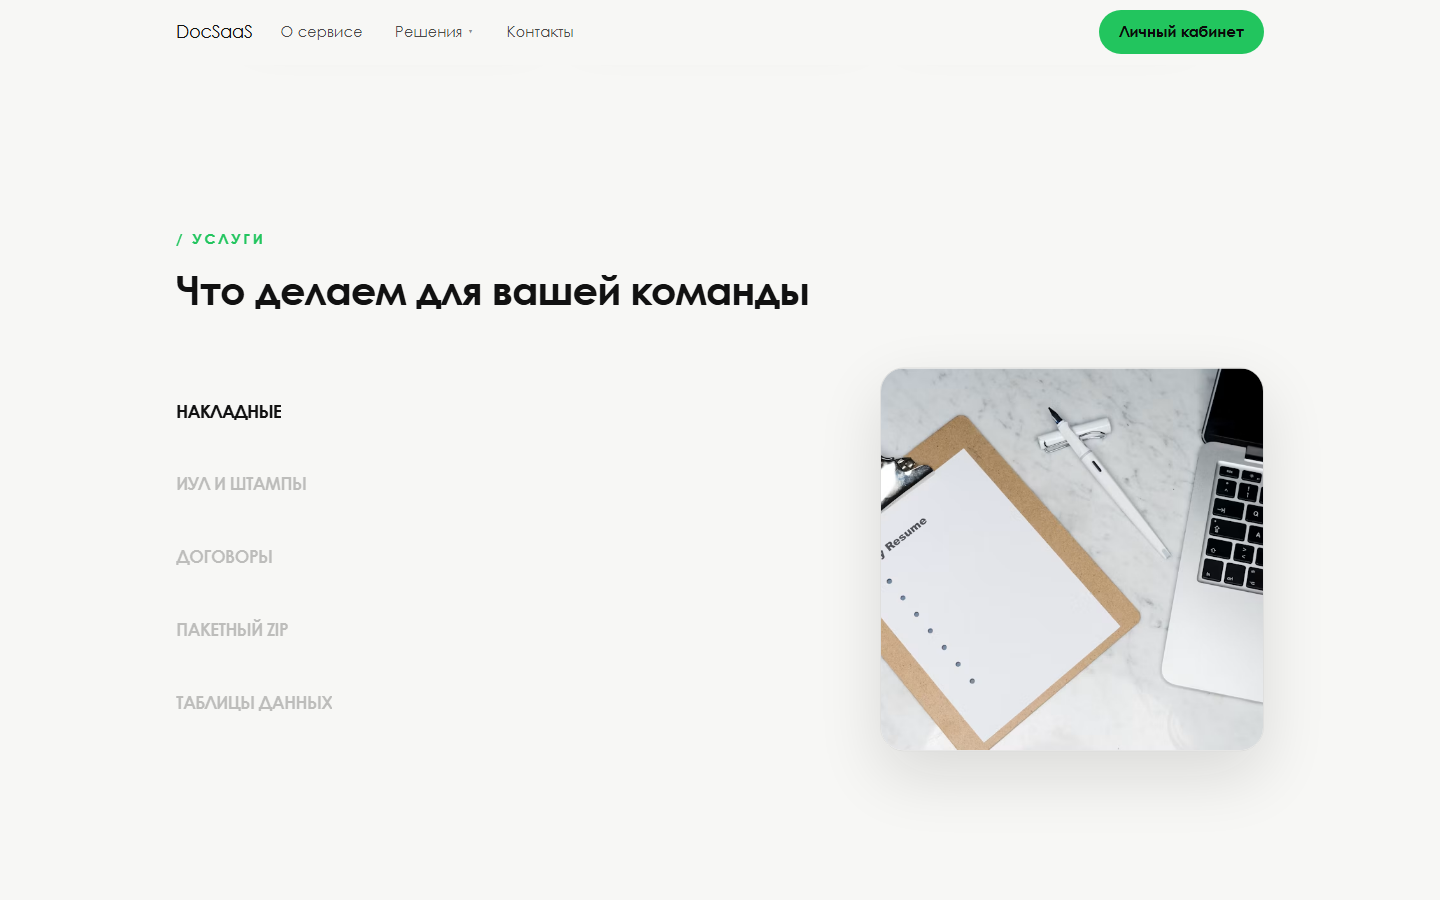 DocSaaS
О сервисе
Решения
Контакты
Личный кабинет
/ УСЛУГИ
Что делаем для вашей команды
НАКЛАДНЫЕ
ИУЛ И ШТАМПЫ
ДОГОВОРЫ
ПАКЕТНЫЙ ZIP
ТАБЛИЦЫ ДАННЫХ
Resume